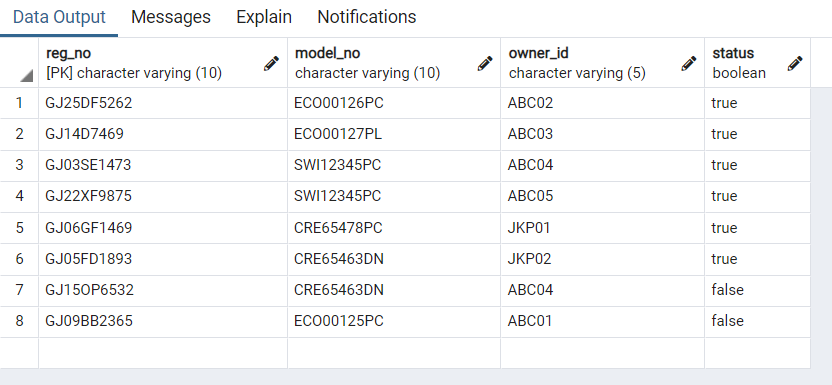 Data Output Messages Explain Notifications
reg_no model_no owner_id status
[PK] character varying (10) character varying (10) character varying (5) boolean
1 GJ25DF5262 ECO00126PC ABC02 true
2 GJ14D7469 ECO00127PL ABC03 true
3 GJ03SE1473 SWI12345PC ABC04 true
4 GJ22XF9875 SWI12345PC ABC05 true
5 GJ06GF1469 CRE65478PC JKP01 true
6 GJ05FD1893 CRE65463DN JKP02 true
7 GJ15OP6532 CRE65463DN ABC04 false
8 GJ09BB2365 ECO00125PC ABC01 false